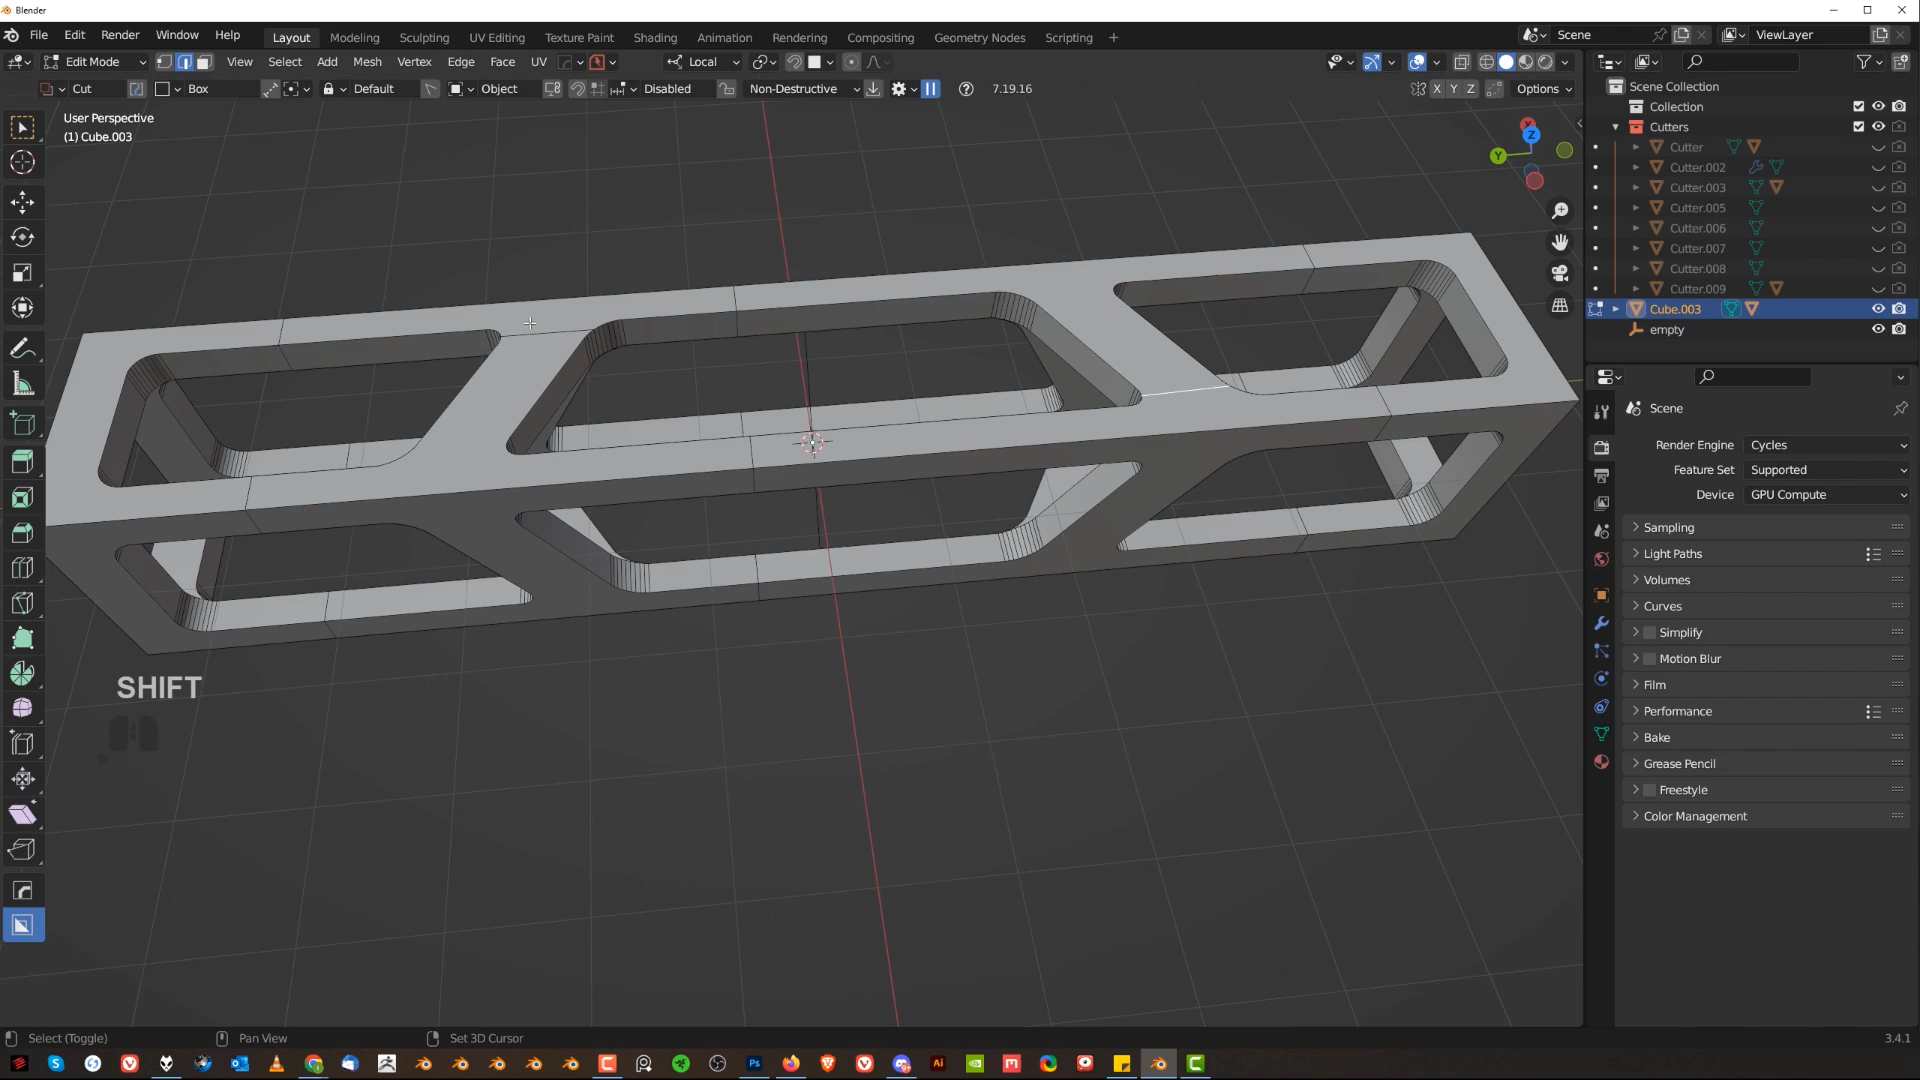 Blender
File Edit Render Window Help Layout Modeling Sculpting UV Editing Texture Paint Shading Animation Rendering Compositing Geometry Nodes Scripting + Scene ViewLayer
Edit Mode View Select Add Mesh Vertex Edge Face UV Local
Cut Box Default Object Disabled Non-Destructive 7.19.16 X Y Z Options
User Perspective
(1) Cube.003
Z
Y
SHIFT
Scene Collection
Collection
Cutters
Cutter
Cutter.002
Cutter.003
Cutter.005
Cutter.006
Cutter.007
Cutter.008
Cutter.009
Cube.003
empty
Scene
Render Engine Cycles
Feature Set Supported
Device GPU Compute
Sampling
Light Paths
Volumes
Curves
Simplify
Motion Blur
Film
Performance
Bake
Grease Pencil
Freestyle
Color Management
Select (Toggle) Pan View Set 3D Cursor 3.4.1